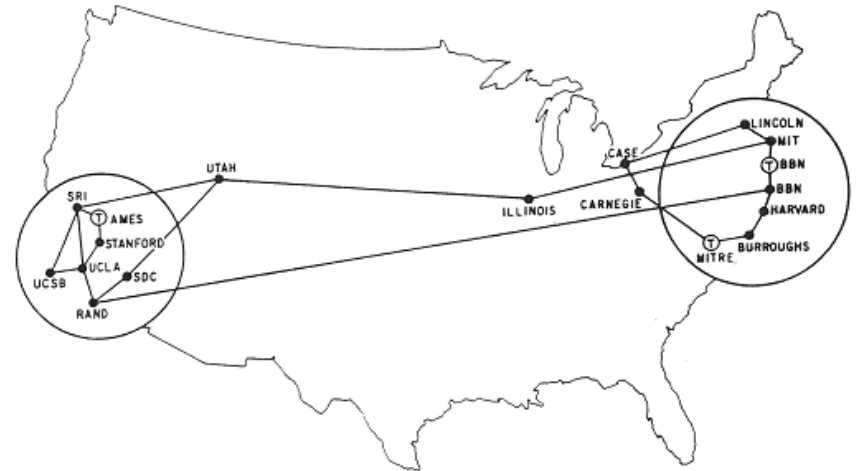 LINCOLN
MIT
CASE
T BBN
UTAH
BBN
SRI
T AMES
CARNEGIE
ILLINOIS
HARVARD
STANFORD
T
BURROUGHS
MITRE
UCLA
SDC
UCSB
RAND